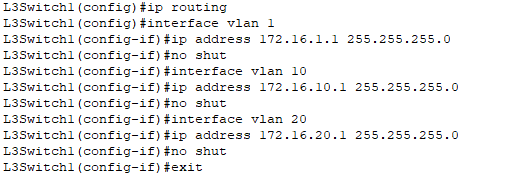 L3Switch1(config)#ip routing
L3Switch1(config)#interface vlan 1
L3Switch1(config-if)#ip address 172.16.1.1 255.255.255.0
L3Switch1(config-if)#no shut
L3Switch1(config-if)#interface vlan 10
L3Switch1(config-if)#ip address 172.16.10.1 255.255.255.0
L3Switch1(config-if)#no shut
L3Switch1(config-if)#interface vlan 20
L3Switch1(config-if)#ip address 172.16.20.1 255.255.255.0
L3Switch1(config-if)#no shut
L3Switch1(config-if)#exit